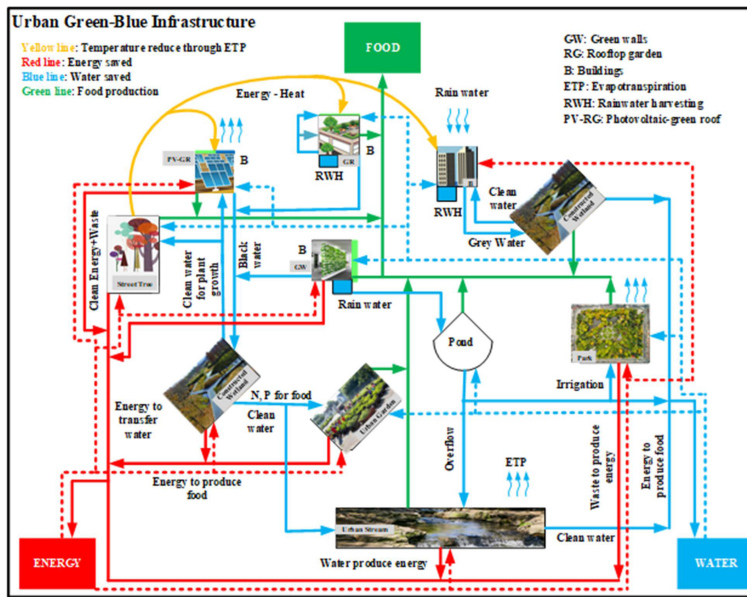 Urban Green-Blue Infrastructure
Yellow line: Temperature reduce through ETP
Red line: Energy saved
Blue line: Water saved
Green line: Food production
FOOD
GW: Green walls
RG: Rooftop garden
B: Buildings
ETP: Evapotranspiration
RWH: Rainwater harvesting
PV-RG: Photovoltaic-green roof
Energy - Heat
Rain water
PV-GR
B
B
GR
RWH
B
RWH
Clean
water
Grey Water
Constructed
Wetland
Street Tree
Clean Energy+Waste
Clean water
for plant
growth
Black
water
B
GW
Rain water
Pond
Park
Irrigation
Constructed
Wetland
Energy to
transfer
water
N, P for food
Clean
water
Urban Garden
Energy to produce
food
Overflow
ETP
Waste to produce
energy
Energy to
produce food
Urban Stream
Clean water
Water produce energy
ENERGY
WATER